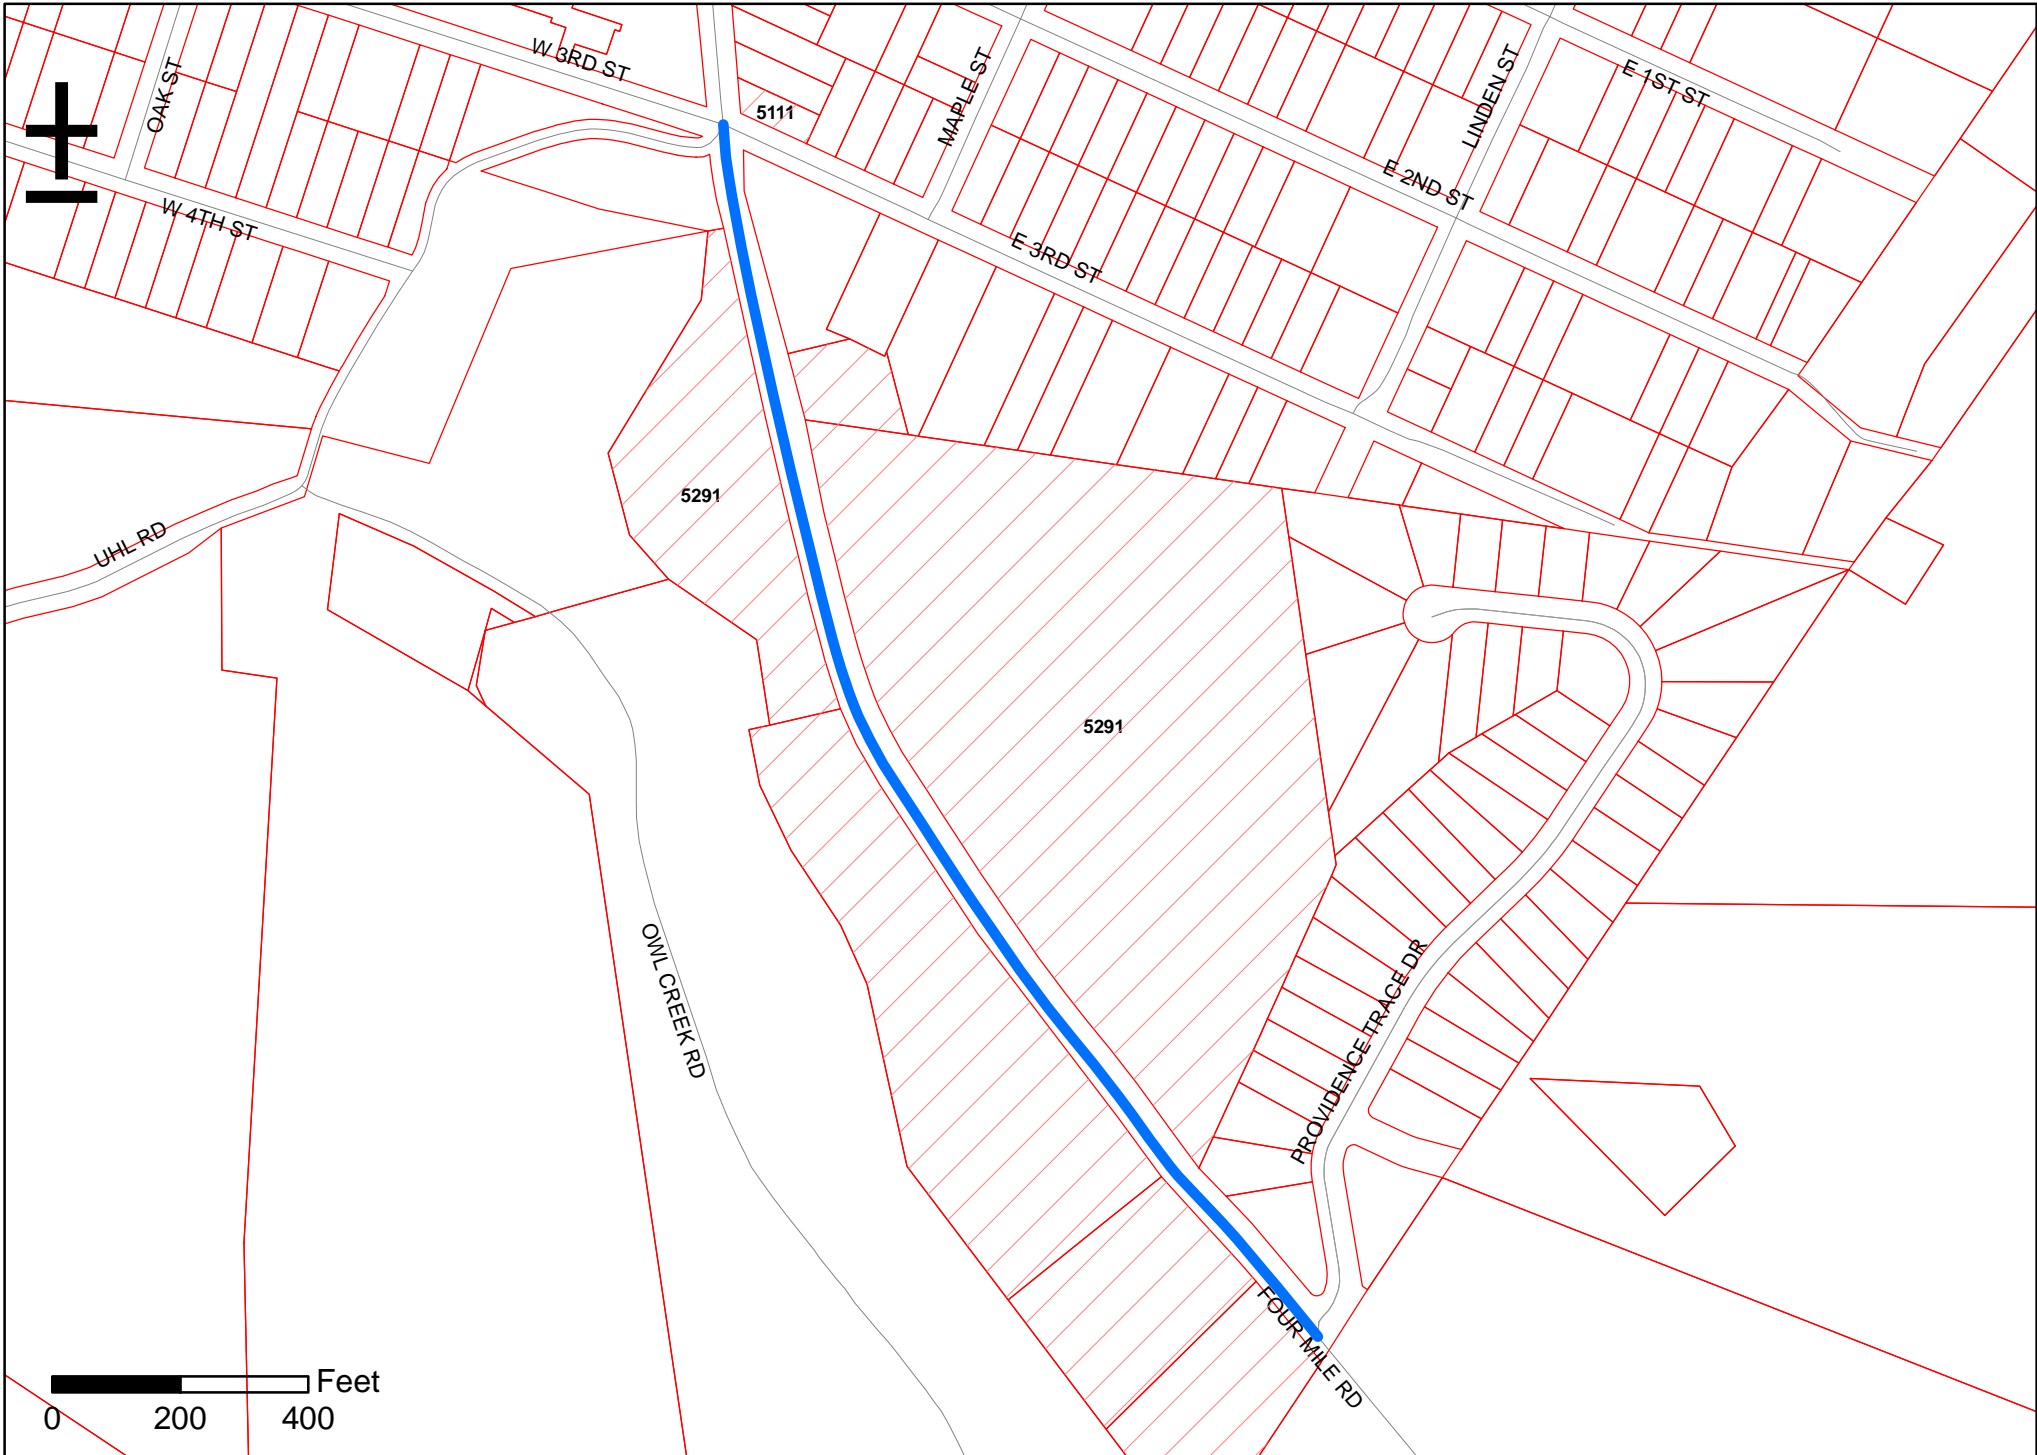 W 3RD ST
OAK ST
5111
MAPLE ST
LINDEN ST
E 1ST ST
E 2ND ST
W 4TH ST
E 3RD ST
5291
UHL RD
5291
OWL CREEK RD
PROVIDENCE TRACE DR
FOUR MILE RD
Feet
0 200 400